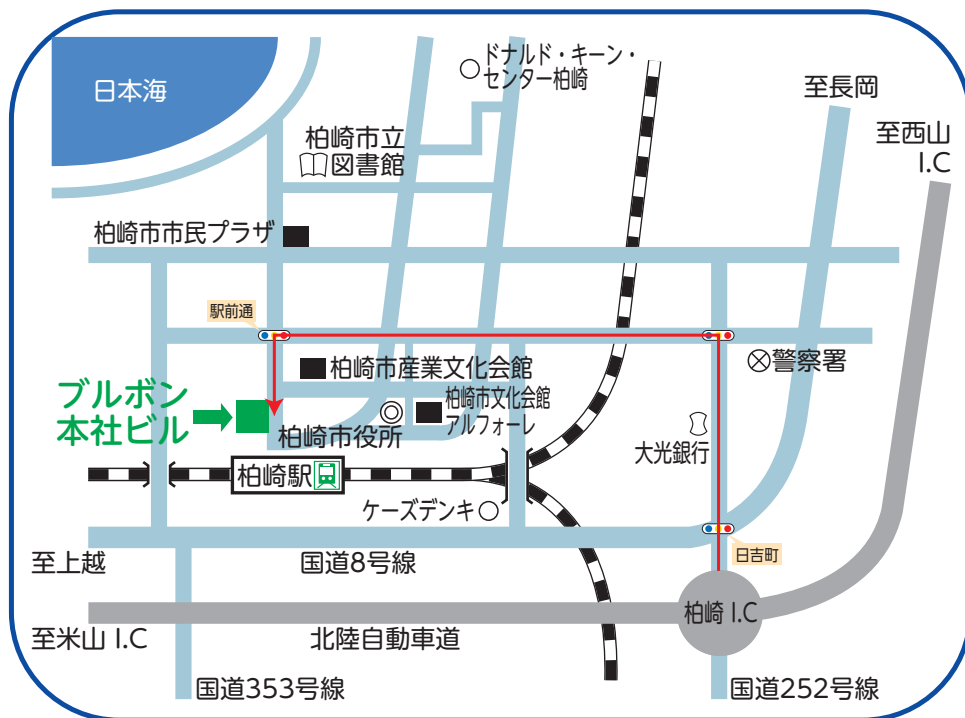 日本海
ドナルド・キーン・
センター柏崎
至長岡
至西山
I.C
柏崎市立
図書館
柏崎市市民プラザ
駅前通
柏崎市産業文化会館
警察署
ブルボン
本社ビル
柏崎市文化会館
アルフォーレ
柏崎市役所
大光銀行
柏崎駅
ケーズデンキ
至上越
国道8号線
日吉町
柏崎 I.C
至米山 I.C
北陸自動車道
国道353号線
国道252号線